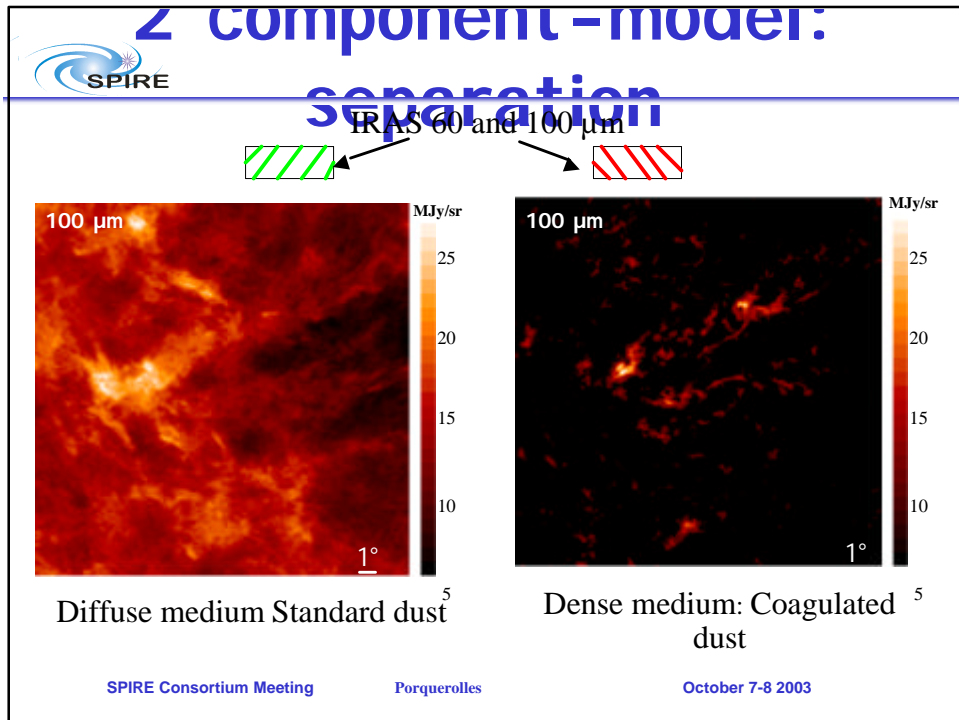 2 component-model:
separation
SPIRE
IRAS 60 and 100 µm
100 µm
MJy/sr
25
20
15
10
5
1°
Diffuse medium Standard dust
100 µm
MJy/sr
25
20
15
10
5
1°
Dense medium: Coagulated
dust
SPIRE Consortium Meeting Porquerolles October 7-8 2003